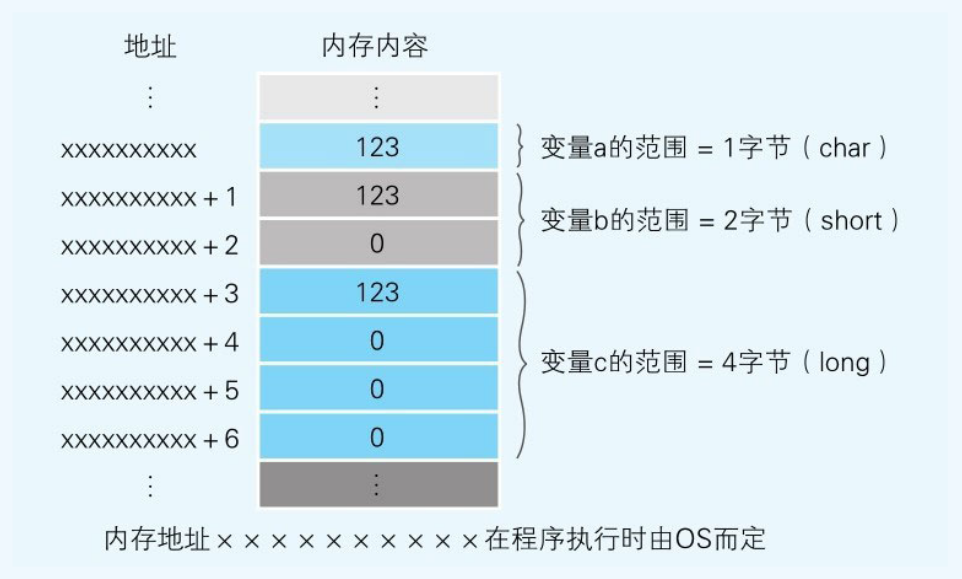 地址 内存内容
⋮ ⋮
xxxxxxxxxx 123 变量a的范围 = 1字节（char）
xxxxxxxxxx + 1 123
变量b的范围 = 2字节（short）
xxxxxxxxxx + 2 0
xxxxxxxxxx + 3 123
xxxxxxxxxx + 4 0
变量c的范围 = 4字节（long）
xxxxxxxxxx + 5 0
xxxxxxxxxx + 6 0
⋮ ⋮
内存地址××××××××××在程序执行时由OS而定